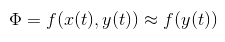 Φ = f(x(t), y(t)) ≈ f(y(t))